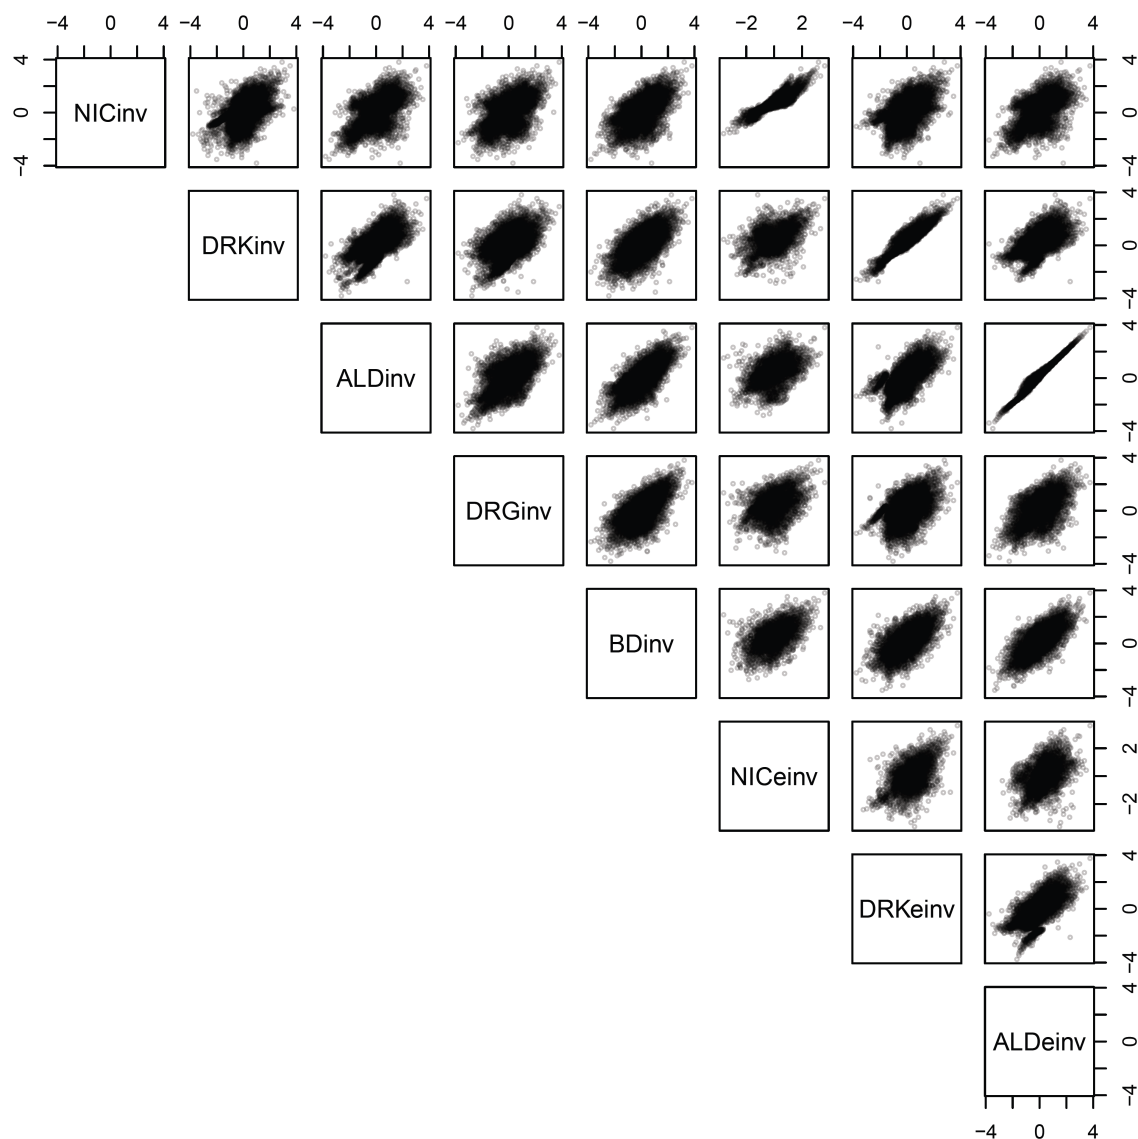 −4 0 4 −4 0 4 −4 0 4 −4 0 4 −4 0 4 −2 2 −4 0 4 −4 0 4
NICinv −4 0 4 −4 0 4
DRKinv −4 0 4
ALDinv −4 0 4
DRGinv −4 0 4
BDinv −4 0 4
NICeinv −2 2
DRKeinv −4 0 4
ALDeinv −4 0 4
−4 0 4